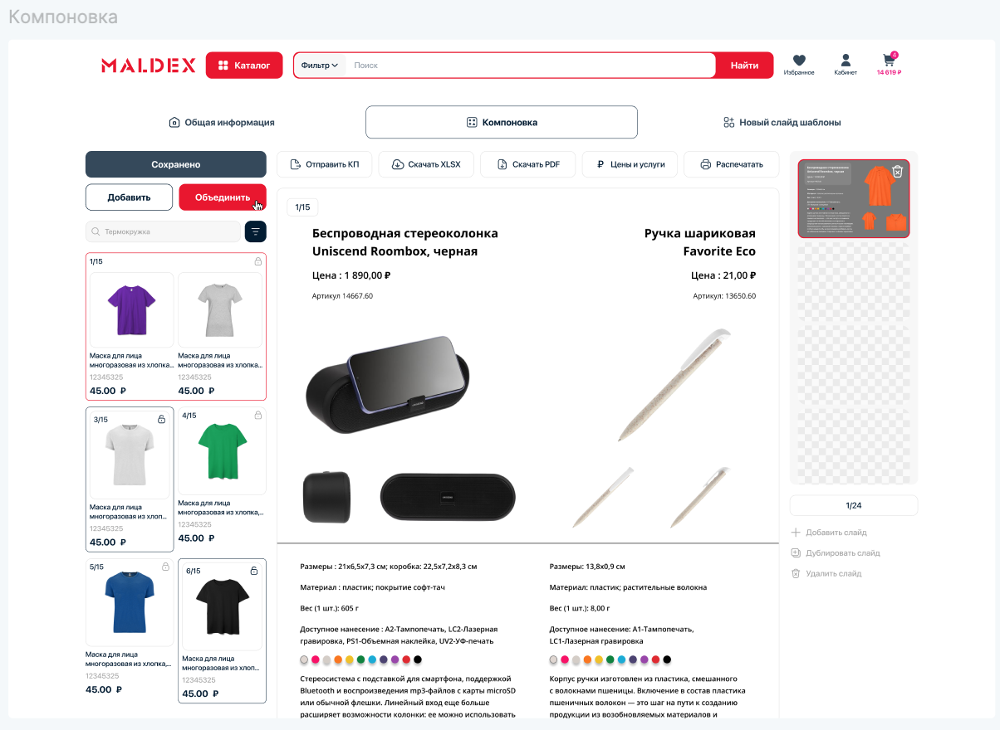 Компоновка
MALDEX
Каталог
Фильтр
Поиск
Найти
Избранное
Кабинет
4
14 619 ₽
Общая информация
Компоновка
Новый слайд шаблоны
Сохранено
Отправить КП
Скачать XLSX
Скачать PDF
₽ Цены и услуги
Распечатать
Добавить
Объединить
Термокружка
1/15
Маска для лица
многоразовая из хлопка...
12345325
45.00 ₽
Маска для лица
многоразовая из хлопка...
12345325
45.00 ₽
3/15
Маска для лица
многоразовая из хлоп...
12345325
45.00 ₽
4/15
Маска для лица
многоразовая из хлопка,...
12345325
45.00 ₽
5/15
Маска для лица
многоразовая из хлопка,...
12345325
45.00 ₽
6/15
Маска для лица
многоразовая из хлоп...
12345325
45.00 ₽
1/15
Беспроводная стереоколонка
Uniscend Roombox, черная
Цена : 1 890,00 ₽
Артикул 14667.60
Ручка шариковая
Favorite Eco
Цена : 21,00 ₽
Артикул: 13650.60
Размеры : 21х6,5х7,3 см; коробка: 22,5х7,2х8,3 см
Материал : пластик; покрытие софт-тач
Вес (1 шт.): 605 г
Доступное нанесение : A2-Тампопечать, LC2-Лазерная
гравировка, PS1-Объемная наклейка, UV2-УФ-печать
Стереосистема с подставкой для смартфона, поддержкой
Bluetooth и воспроизведения mp3-файлов с карты microSD
или обычной флешки. Линейный вход еще больше
расширяет возможности колонки: ее можно использовать
Размеры: 13,8х0,9 см
Материал: пластик; растительные волокна
Вес (1 шт.): 8,00 г
Доступное нанесение: A1-Тампопечать,
LC1-Лазерная гравировка
Корпус ручки изготовлен из пластика, смешанного
с волокнами пшеницы. Включение в состав пластика
пшеничных волокон — это шаг на пути к созданию
продукции из возобновляемых материалов и
Беспроводная стереоколонка
Uniscend Roombox, черная
1/24
Добавить слайд
Дублировать слайд
Удалить слайд